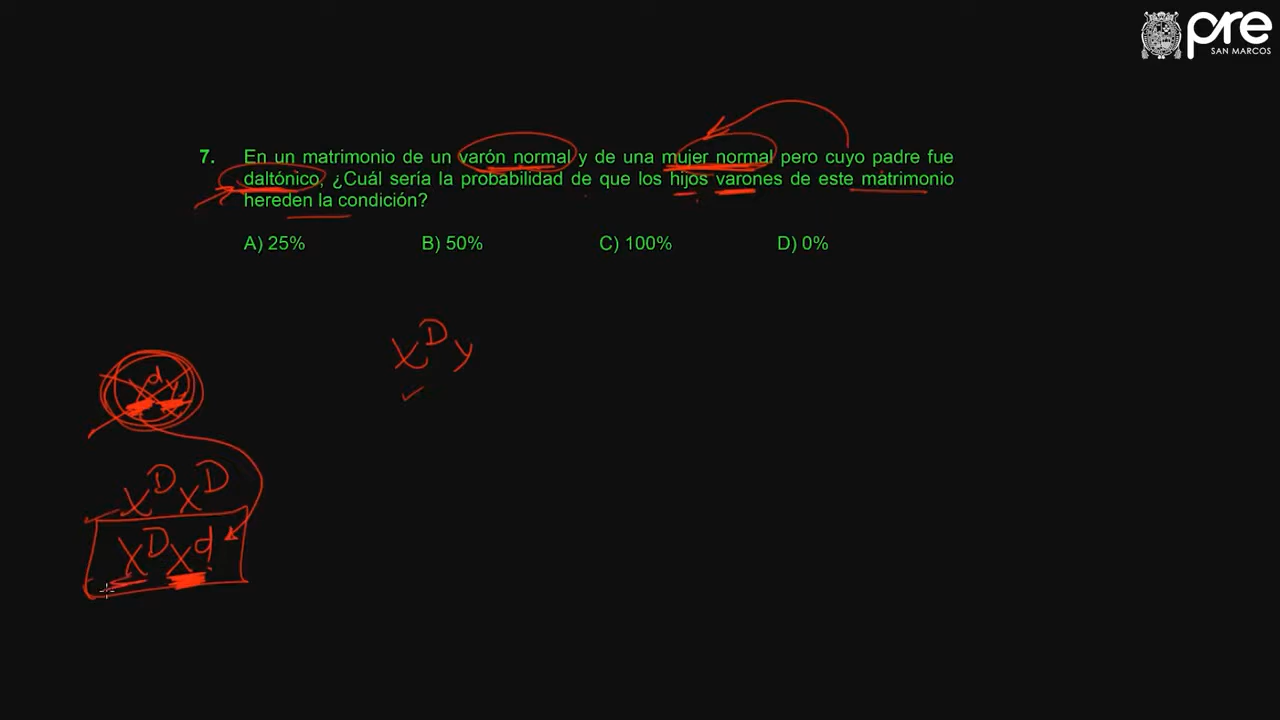 pre
SAN MARCOS
7. En un matrimonio de un varón normal y de una mujer normal pero cuyo padre fue
daltónico, ¿Cuál sería la probabilidad de que los hijos varones de este matrimonio
hereden la condición?
A) 25% B) 50% C) 100% D) 0%
X^D y
X^d y
X^D X^D
X^D X^d